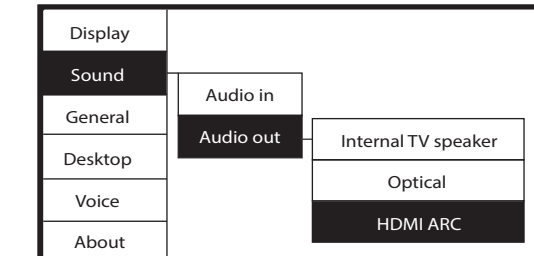 Display
Sound
General
Desktop
Voice
About
Audio in
Audio out
Internal TV speaker
Optical
HDMI ARC